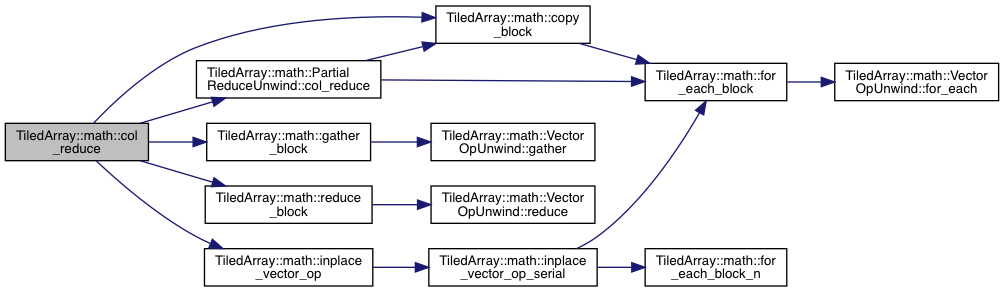 TiledArray::math::copy
_block
TiledArray::math::Partial
ReduceUnwind::col_reduce
TiledArray::math::for
_each_block
TiledArray::math::Vector
OpUnwind::for_each
TiledArray::math::col
_reduce
TiledArray::math::gather
_block
TiledArray::math::Vector
OpUnwind::gather
TiledArray::math::reduce
_block
TiledArray::math::Vector
OpUnwind::reduce
TiledArray::math::inplace
_vector_op
TiledArray::math::inplace
_vector_op_serial
TiledArray::math::for
_each_block_n